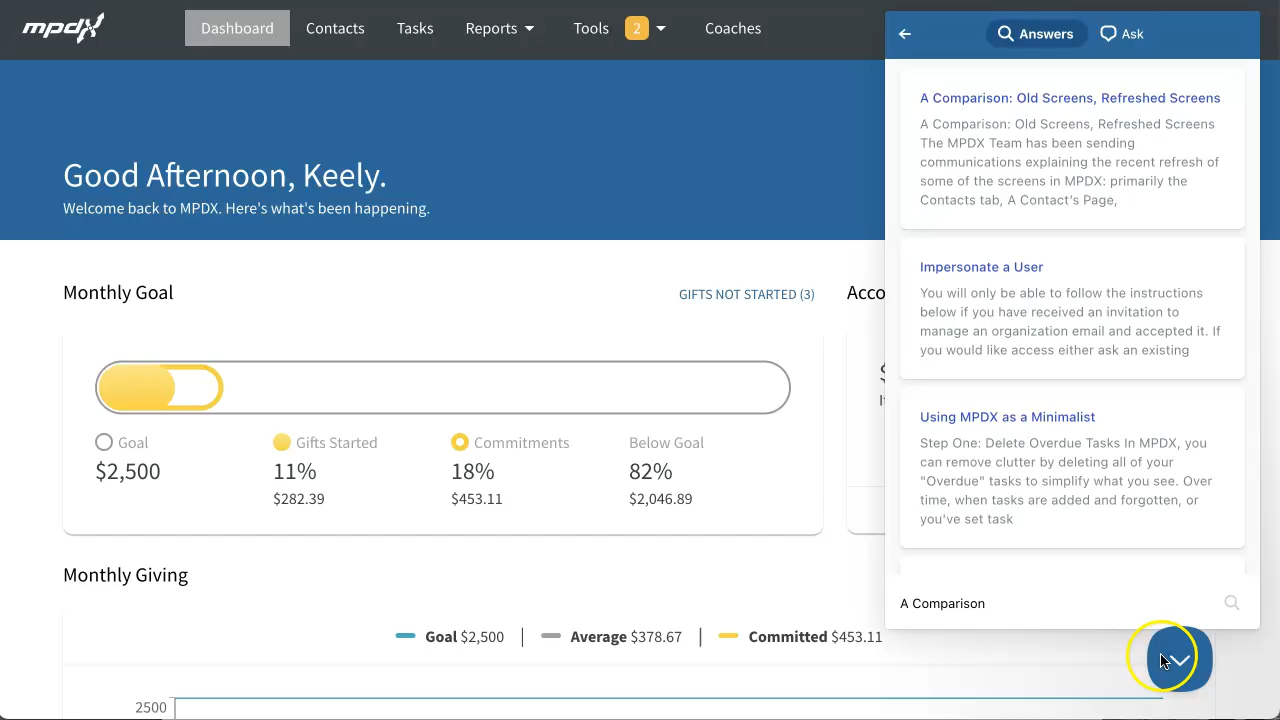 mpdx
Dashboard
Contacts
Tasks
Reports
Tools
2
Coaches
Good Afternoon, Keely.
Welcome back to MPDX. Here's what's been happening.
Monthly Goal
GIFTS NOT STARTED (3)
Goal
$2,500
Gifts Started
11%
$282.39
Commitments
18%
$453.11
Below Goal
82%
$2,046.89
Acco
$
Monthly Giving
Goal $2,500 | Average $378.67 | Committed $453.11
2500
Answers
Ask
A Comparison: Old Screens, Refreshed Screens
A Comparison: Old Screens, Refreshed Screens
The MPDX Team has been sending
communications explaining the recent refresh of
some of the screens in MPDX: primarily the
Contacts tab, A Contact's Page,
Impersonate a User
You will only be able to follow the instructions
below if you have received an invitation to
manage an organization email and accepted it. If
you would like access either ask an existing
Using MPDX as a Minimalist
Step One: Delete Overdue Tasks In MPDX, you
can remove clutter by deleting all of your
"Overdue" tasks to simplify what you see. Over
time, when tasks are added and forgotten, or
you've set task
A Comparison